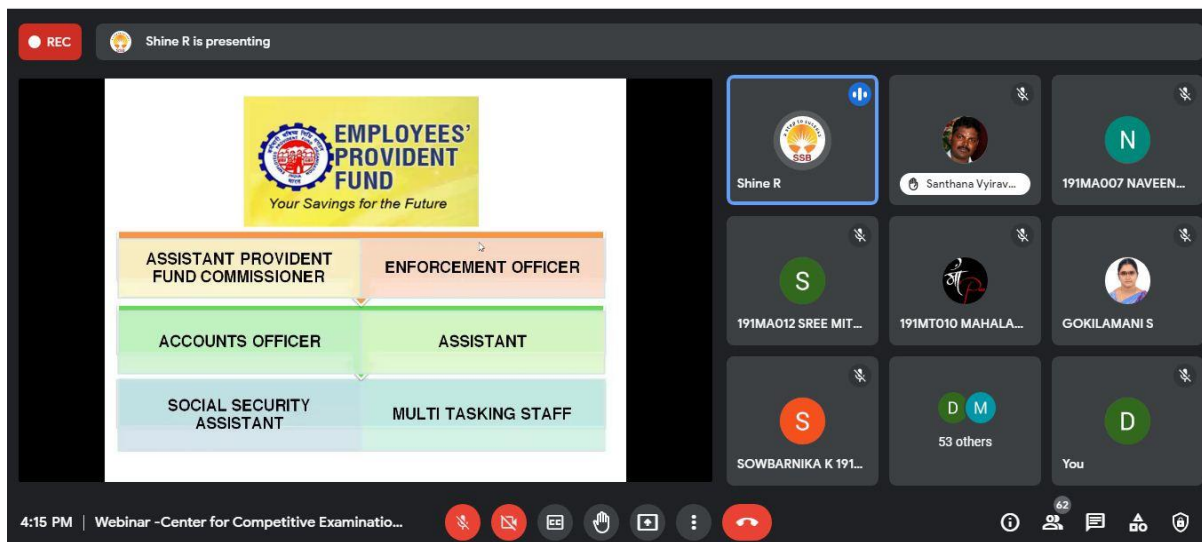 REC
Shine R is presenting
EMPLOYEES'
PROVIDENT
FUND
Your Savings for the Future
ASSISTANT PROVIDENT
FUND COMMISSIONER
ENFORCEMENT OFFICER
ACCOUNTS OFFICER
ASSISTANT
SOCIAL SECURITY
ASSISTANT
MULTI TASKING STAFF
SSB
Shine R
Santhana Vyirav...
N
191MA007 NAVEEN...
S
191MA012 SREE MIT...
माँ
191MT010 MAHALA...
GOKILAMANI S
S
SOWBARNIKA K 191...
D M
53 others
D
You
4:15 PM | Webinar -Center for Competitive Examinatio...
CC
62